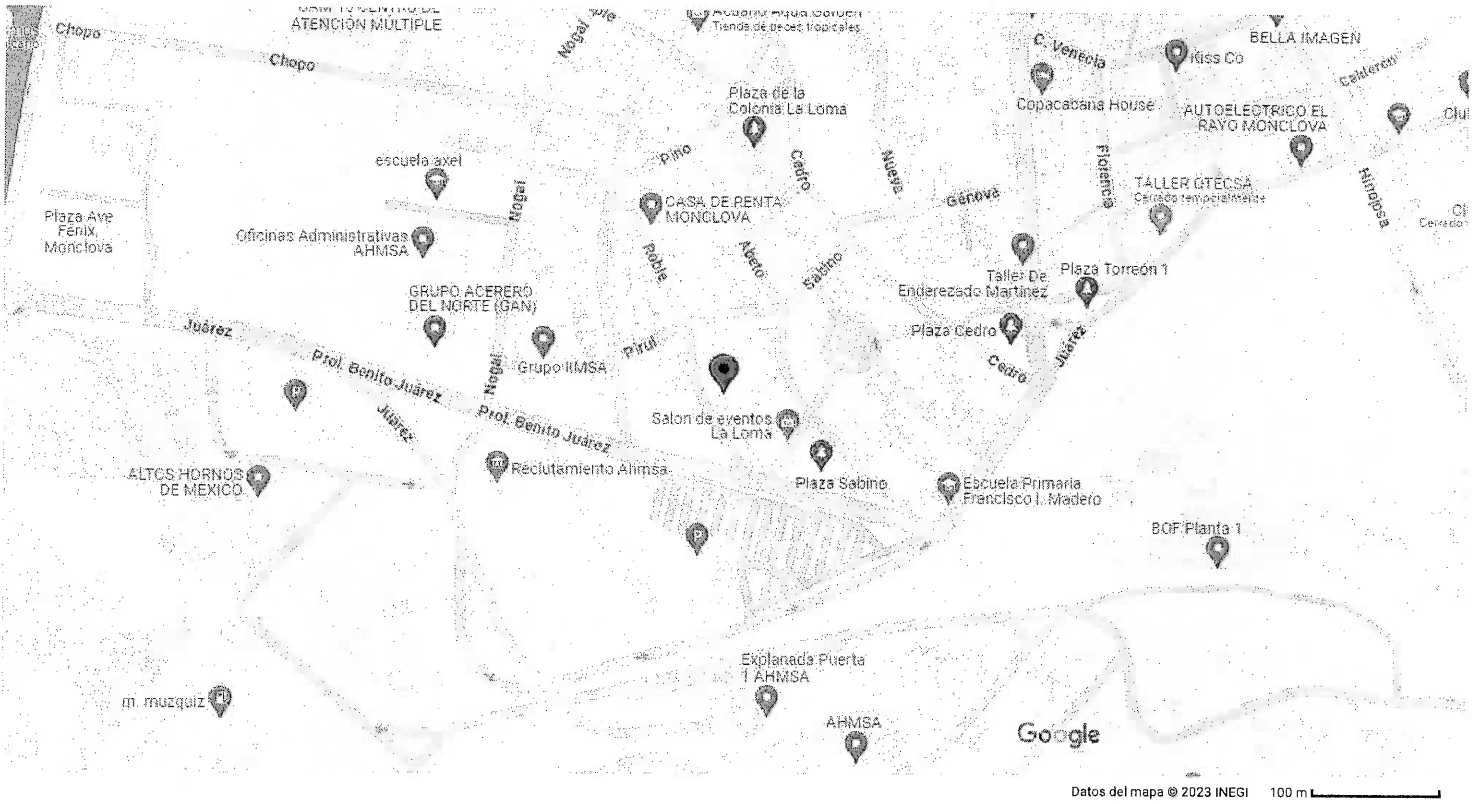 ATENCIÓN MÚLTIPLE
Tienda de peces tropicales
Chopo
Chopo
Nogal
C. Venecia
Kiss Co
BELLA IMAGEN
Calderón
Plaza de la
Colonia La Loma
Copacabana House
AUTOELECTRICO EL
RAYO MONCLOVA
escuela axel
Pino
Cedro
Nueva
Florencia
Hinojosa
TALLER OTECSA
Cerrado temporalmente
Nogal
CASA DE RENTA
MONCLOVA
Génova
Plaza Ave
Fénix,
Monclova
Oficinas Administrativas
AHMSA
Roble
Abeto
Sabino
Cerrado
Taller De
Enderezado Martínez
Plaza Torreón 1
GRUPO ACERERO
DEL NORTE (GAN)
Plaza Cedro
Juárez
Prol. Benito Juárez
Nogal
Grupo IIMSA
Pirul
Cedro
Juárez
Juárez
Prol. Benito Juárez
Salon de eventos
La Loma
ALTOS HORNOS
DE MEXICO
Reclutamiento Ahmsa
Plaza Sabino
Escuela Primaria
Francisco I. Madero
BOF Planta 1
Explanada Puerta
1 AHMSA
m. muzquiz
AHMSA
Google
Datos del mapa © 2023 INEGI 100 m